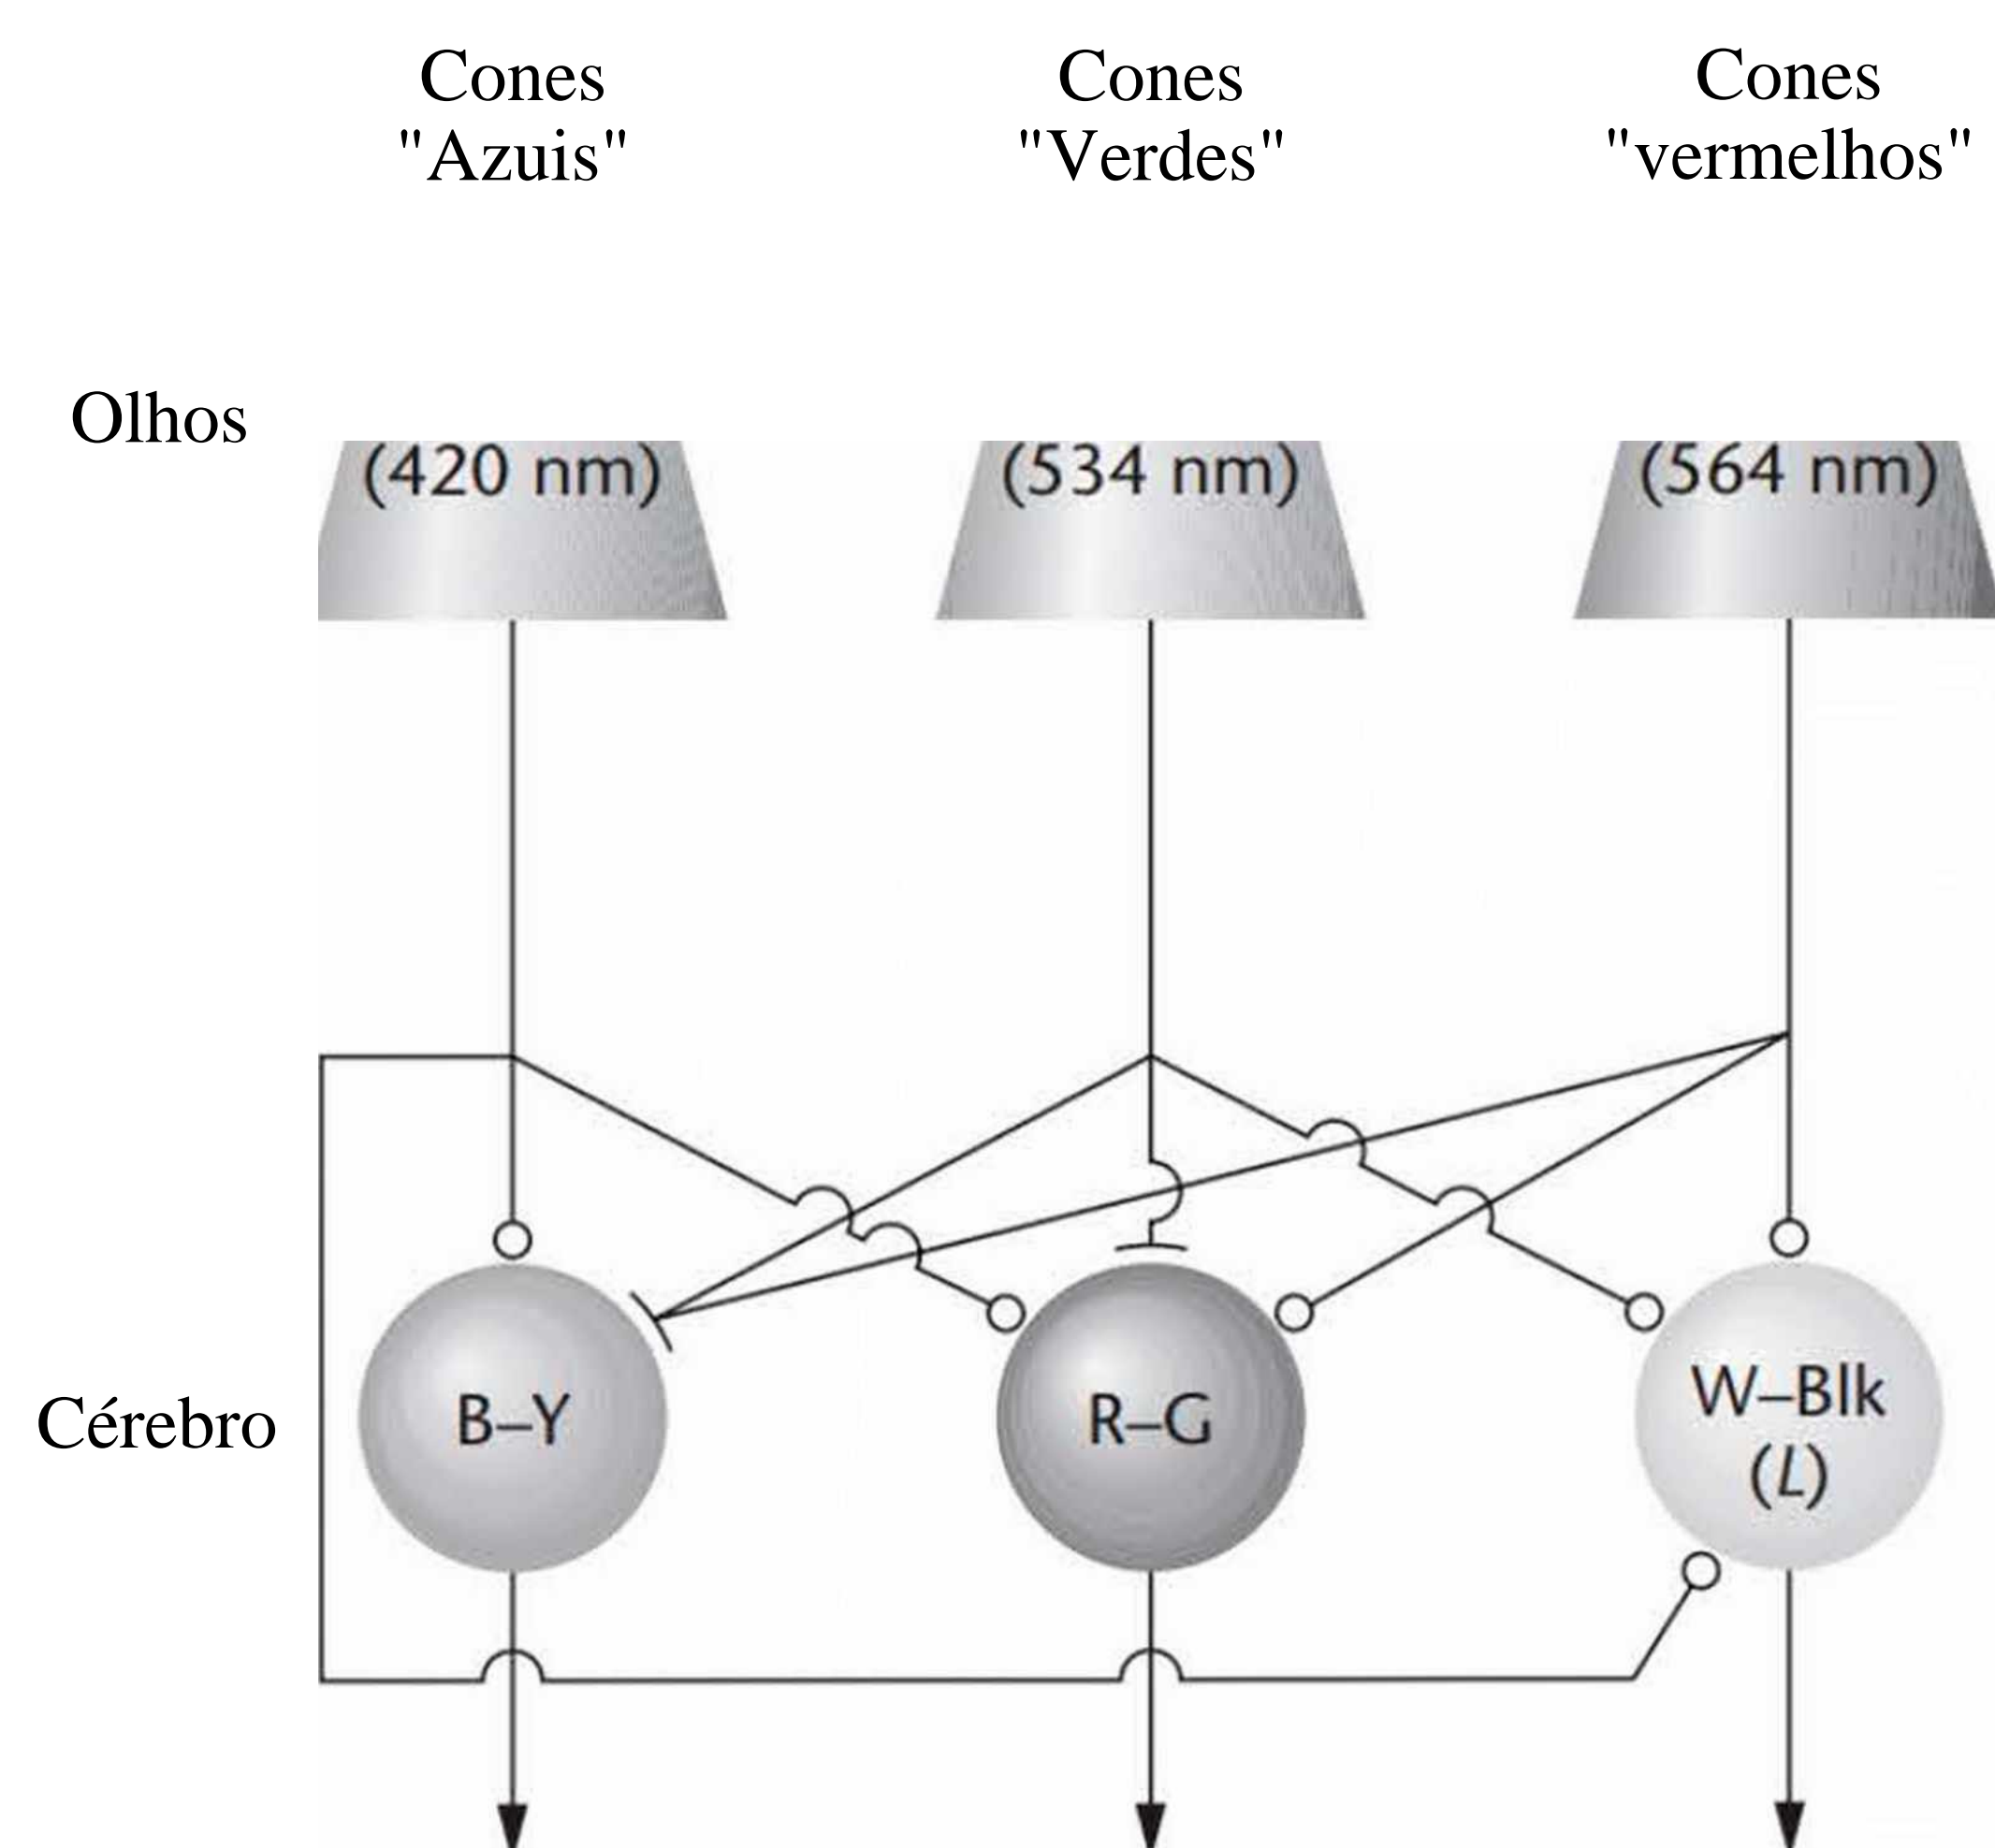 Cones
"Azuis"
Cones
"Verdes"
Cones
"vermelhos"
Olhos
(420 nm)
(534 nm)
(564 nm)
Cérebro
B–Y
R–G
W–Blk
(L)